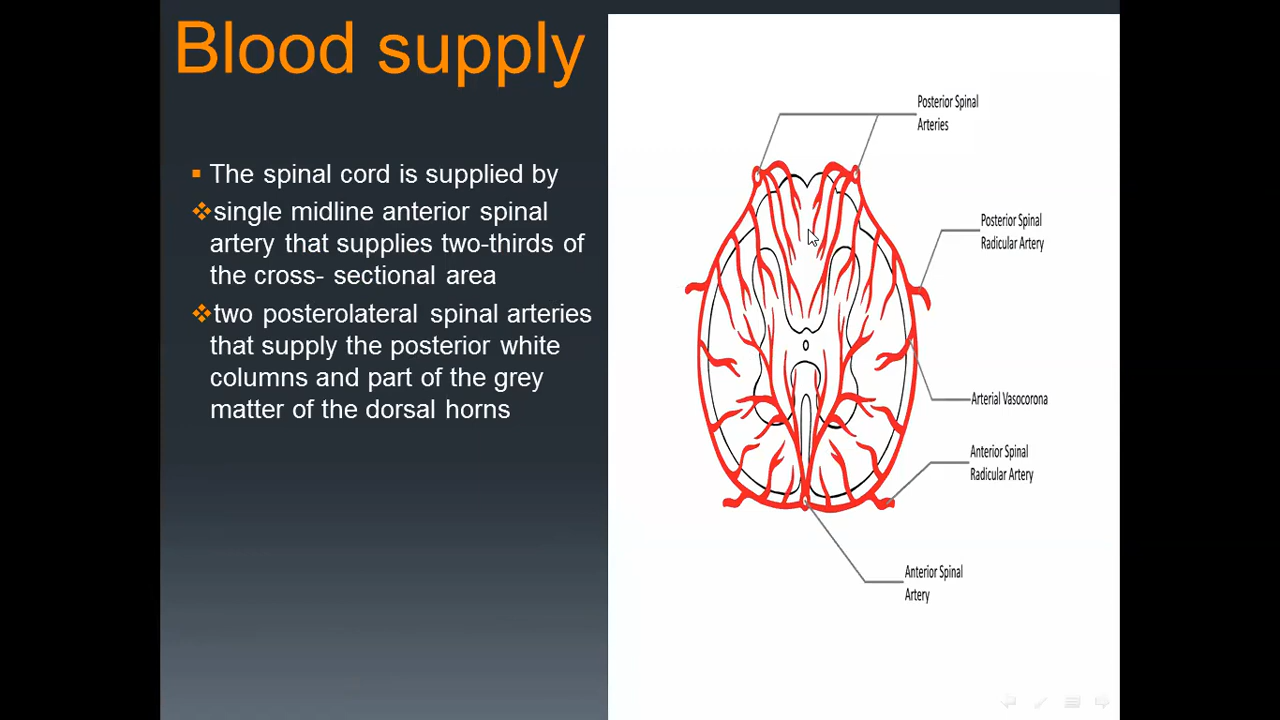 Blood supply
The spinal cord is supplied by
single midline anterior spinal
artery that supplies two-thirds of
the cross- sectional area
two posterolateral spinal arteries
that supply the posterior white
columns and part of the grey
matter of the dorsal horns
Posterior Spinal
Arteries
Posterior Spinal
Radicular Artery
Arterial Vasocorona
Anterior Spinal
Radicular Artery
Anterior Spinal
Artery